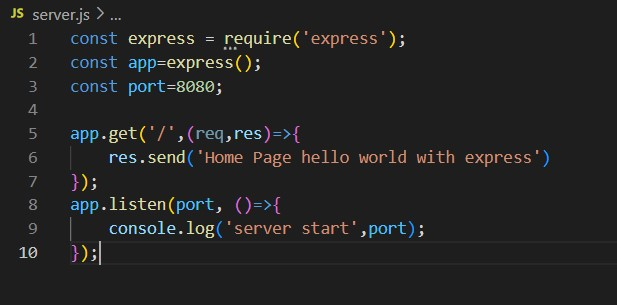 JS server.js > ...
1 const express = require('express');
2 const app=express();
3 const port=8080;
4
5 app.get('/',(req,res)=>{
6     res.send('Home Page hello world with express')
7 });
8 app.listen(port, ()=>{
9     console.log('server start',port);
10 });